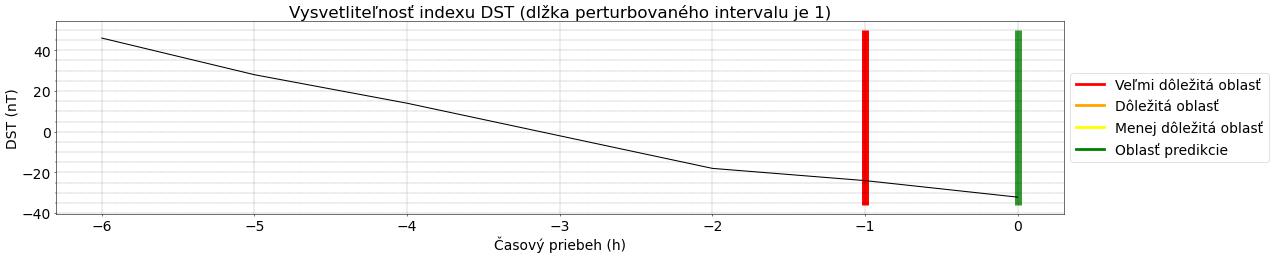 Vysvetliteľnosť indexu DST (dĺžka perturbovaného intervalu je 1)
DST (nT)
40
20
0
−20
−40
−6
−5
−4
−3
−2
−1
0
Časový priebeh (h)
Veľmi dôležitá oblasť
Dôležitá oblasť
Menej dôležitá oblasť
Oblasť predikcie